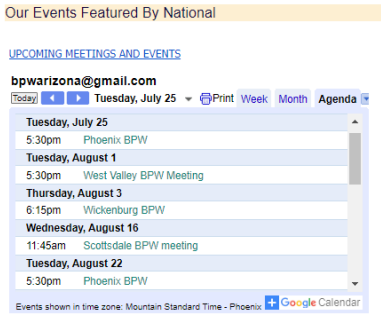 Our Events Featured By National
UPCOMING MEETINGS AND EVENTS
bpwarizona@gmail.com
Today Tuesday, July 25 Print Week Month Agenda
Tuesday, July 25
5:30pm Phoenix BPW
Tuesday, August 1
5:30pm West Valley BPW Meeting
Thursday, August 3
6:15pm Wickenburg BPW
Wednesday, August 16
11:45am Scottsdale BPW meeting
Tuesday, August 22
5:30pm Phoenix BPW
Events shown in time zone: Mountain Standard Time - Phoenix Google Calendar